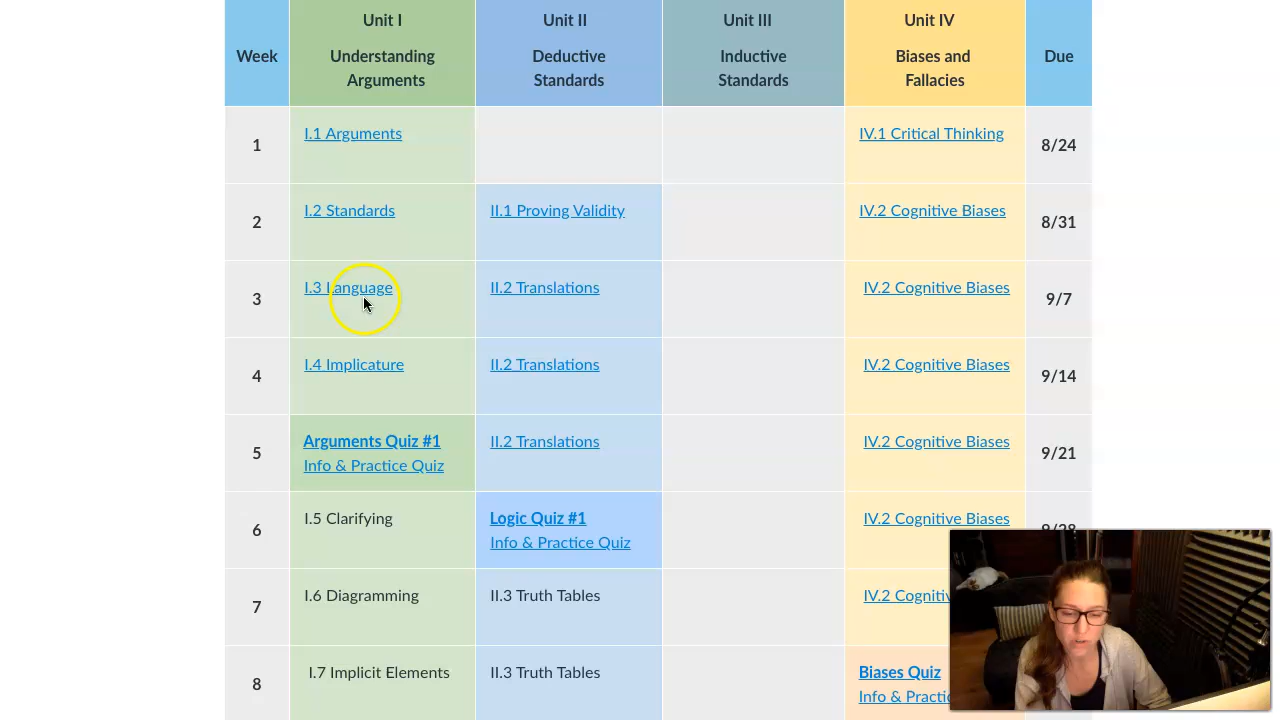 Unit I
Unit II
Unit III
Unit IV
Week
Understanding
Arguments
Deductive
Standards
Inductive
Standards
Biases and
Fallacies
Due
1
I.1 Arguments
IV.1 Critical Thinking
8/24
2
I.2 Standards
II.1 Proving Validity
IV.2 Cognitive Biases
8/31
3
I.3 Language
II.2 Translations
IV.2 Cognitive Biases
9/7
4
I.4 Implicature
II.2 Translations
IV.2 Cognitive Biases
9/14
5
Arguments Quiz #1
Info & Practice Quiz
II.2 Translations
IV.2 Cognitive Biases
9/21
6
I.5 Clarifying
Logic Quiz #1
Info & Practice Quiz
IV.2 Cognitive Biases
7
I.6 Diagramming
II.3 Truth Tables
IV.2
8
I.7 Implicit Elements
II.3 Truth Tables
Biases Quiz
Info &